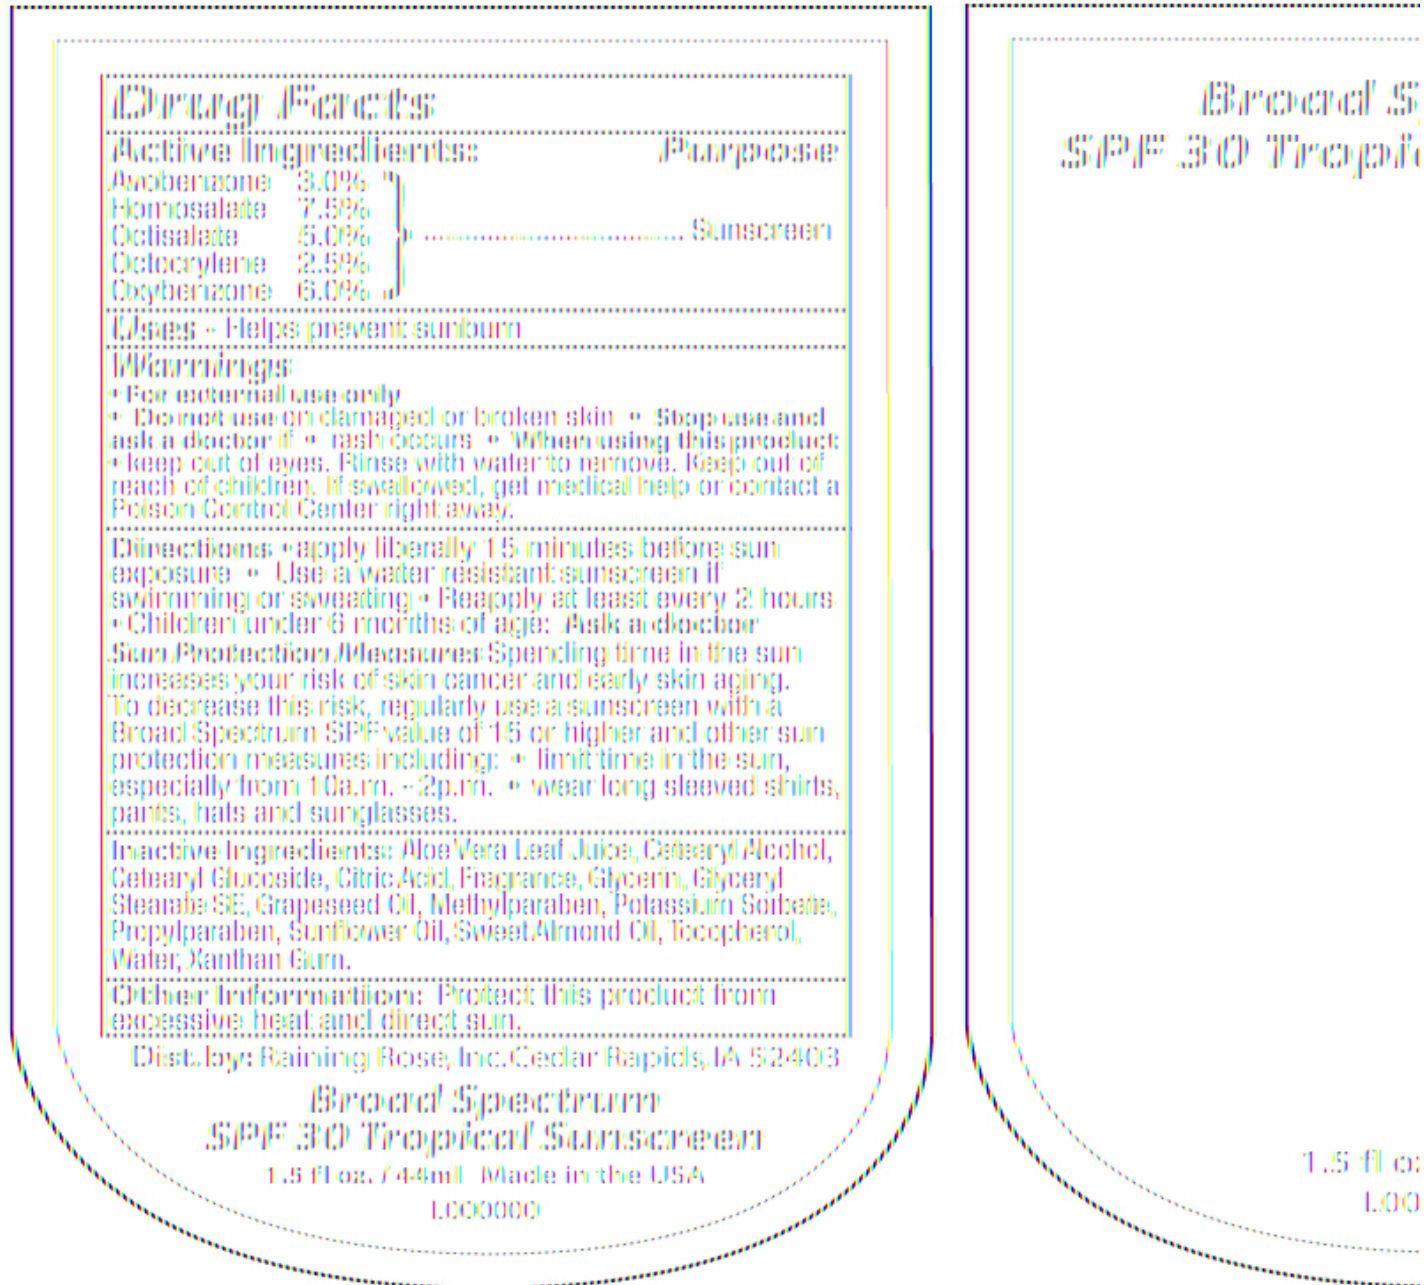 Drug Facts
Active Ingredients: Purpose
Avobenzone 3.0%
Homosalate 7.5%
Octisalate 5.0% ................................ Sunscreen
Octocrylene 2.5%
Oxybenzone 6.0%
Uses - Helps prevent sunburn
Warnings
• For external use only
• Do not use on damaged or broken skin • Stop use and
ask a doctor if • rash occurs • When using this product
• keep out of eyes. Rinse with water to remove. Keep out of
reach of children. If swallowed, get medical help or contact a
Poison Control Center right away.
Directions • apply liberally 15 minutes before sun
exposure • Use a water resistant sunscreen if
swimming or sweating • Reapply at least every 2 hours
• Children under 6 months of age: Ask a doctor
Sun Protection Measures Spending time in the sun
increases your risk of skin cancer and early skin aging.
To decrease this risk, regularly use a sunscreen with a
Broad Spectrum SPF value of 15 or higher and other sun
protection measures including: • limit time in the sun,
especially from 10a.m. - 2p.m. • wear long sleeved shirts,
pants, hats and sunglasses.
Inactive Ingredients: Aloe Vera Leaf Juice, Cetearyl Alcohol,
Cetearyl Glucoside, Citric Acid, Fragrance, Glycerin, Glyceryl
Stearate SE, Grapeseed Oil, Methylparaben, Potassium Sorbate,
Propylparaben, Sunflower Oil, Sweet Almond Oil, Tocopherol,
Water, Xanthan Gum.
Other Information: Protect this product from
excessive heat and direct sun.
Dist. by: Raining Rose, Inc. Cedar Rapids, IA 52403
Broad Spectrum
SPF 30 Tropical Sunscreen
1.5 fl oz. / 44ml Made in the USA
L000000
Broad S
SPF 30 Tropic
1.5 fl oz
L00